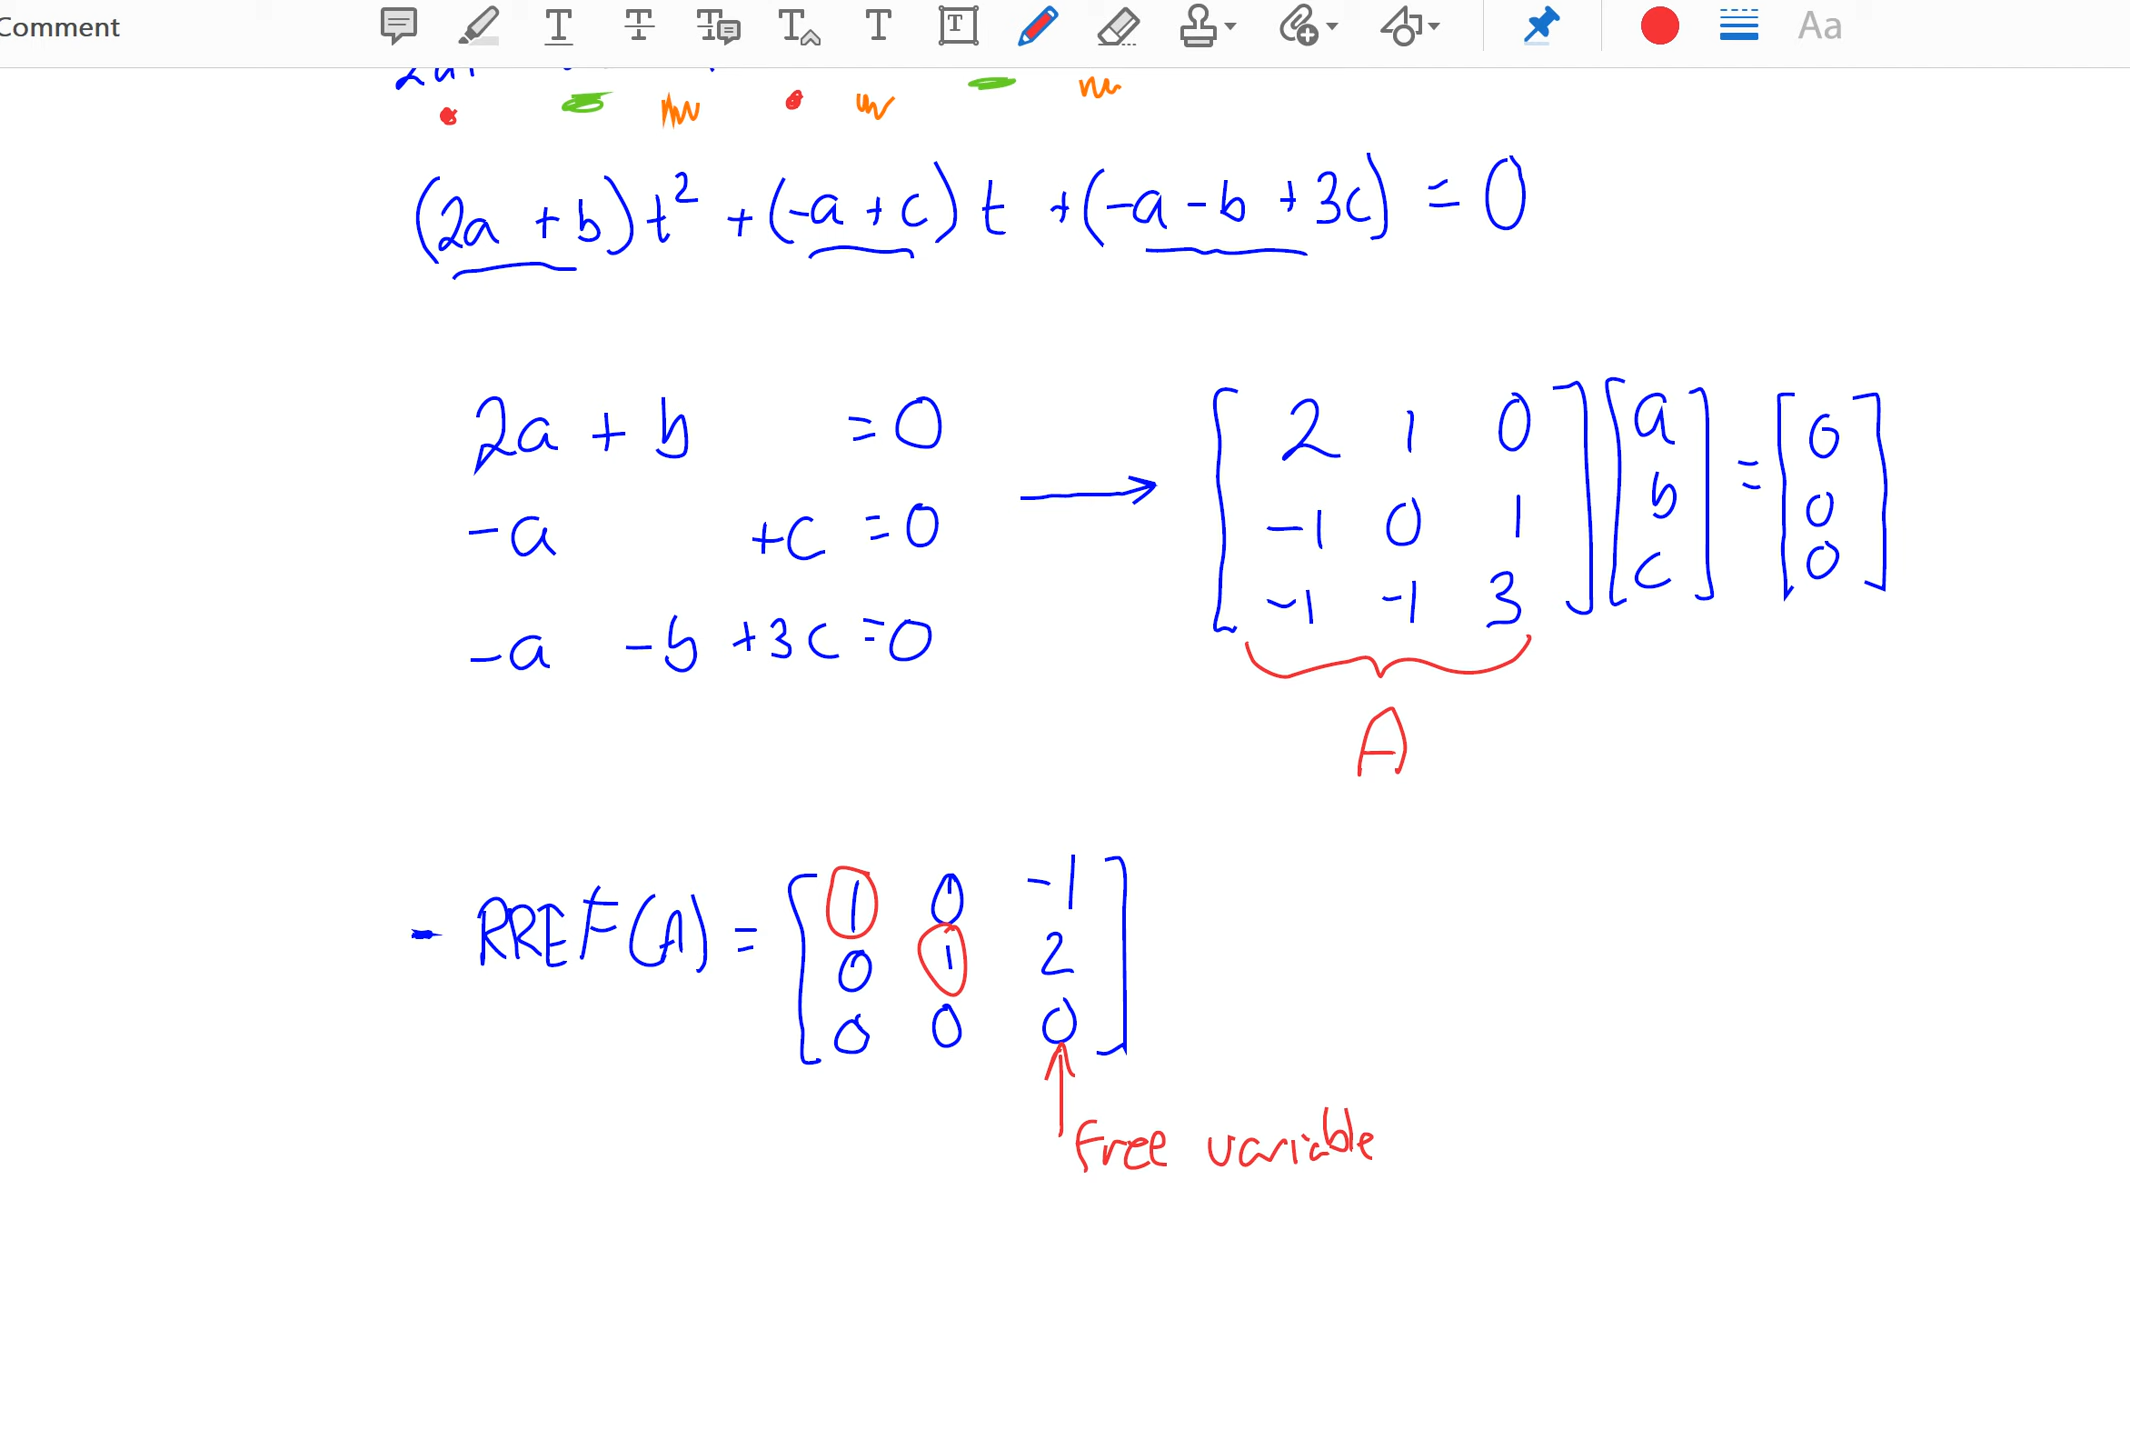 Comment
Aa
(2a + b)t² + (-a + c)t + (-a - b + 3c) = 0
2a + b = 0
-a + c = 0
-a - b + 3c = 0
→
[2 1 0
-1 0 1
-1 -1 3]
[a
b
c]
=
[0
0
0]
A
- RREF(A) =
[1 0 -1
0 1 2
0 0 0]
Free variable